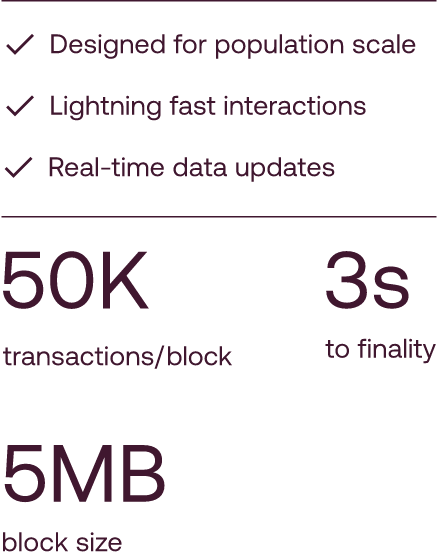 Designed for population scale
Lightning fast interactions
Real-time data updates
50K
transactions/block
3s
to finality
5MB
block size